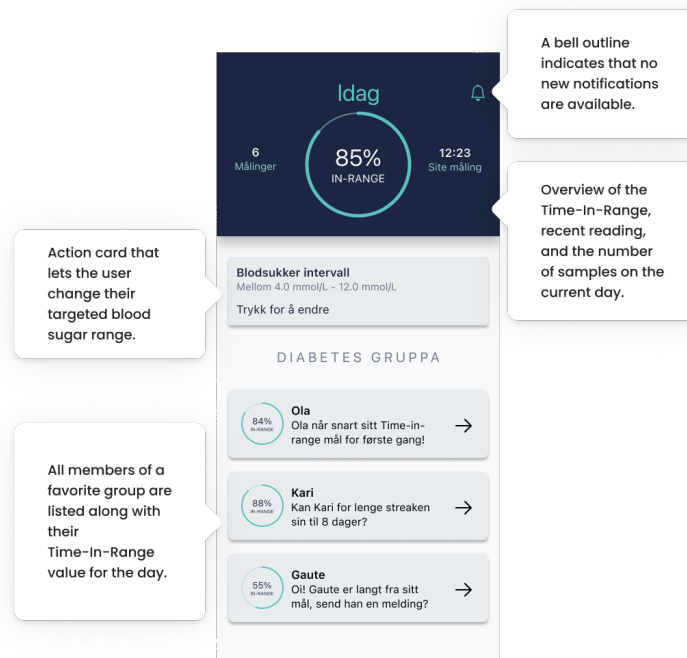 A bell outline
indicates that no
new notifications
are available.
Idag
6
Målinger
85%
IN-RANGE
12:23
Site måling
Overview of the
Time-In-Range,
recent reading,
and the number
of samples on the
current day.
Action card that
lets the user
change their
targeted blood
sugar range.
Blodsukker intervall
Mellom 4.0 mmol/L - 12.0 mmol/L
Trykk for å endre
DIABETES GRUPPA
84%
IN-RANGE
Ola
Ola når snart sitt Time-in-
range mål for første gang!
All members of a
favorite group are
listed along with
their
Time-In-Range
value for the day.
88%
IN-RANGE
Kari
Kan Kari for lenge streaken
sin til 8 dager?
55%
IN-RANGE
Gaute
Oi! Gaute er langt fra sitt
mål, send han en melding?